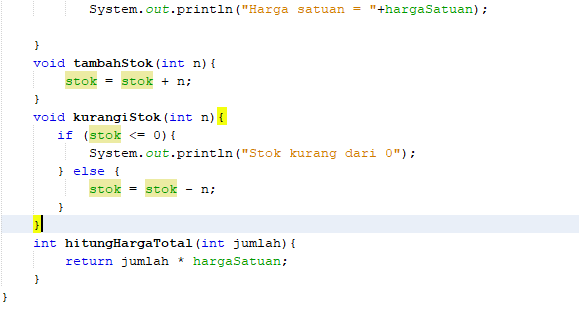 System.out.println("Harga satuan = "+hargaSatuan);
}
void tambahStok(int n){
stok = stok + n;
}
void kurangiStok(int n){
if (stok <= 0){
System.out.println("Stok kurang dari 0");
} else {
stok = stok - n;
}
}
int hitungHargaTotal(int jumlah){
return jumlah * hargaSatuan;
}
}